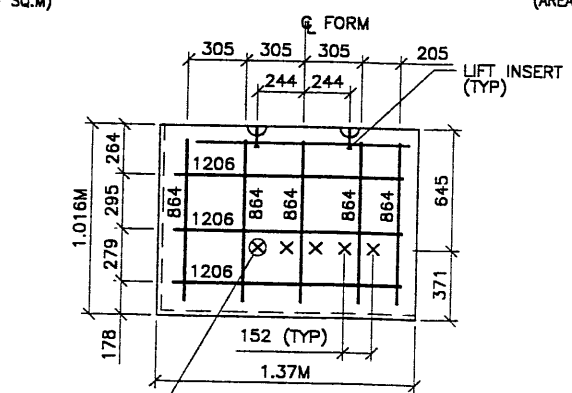 SQ.M)
(AREA
℄ FORM
305 305 305 205
244 244
LIFT INSERT
(TYP)
264
295
279
178
1.016M
1206
1206
1206
864 864 864 864 864
645
371
152 (TYP)
1.37M